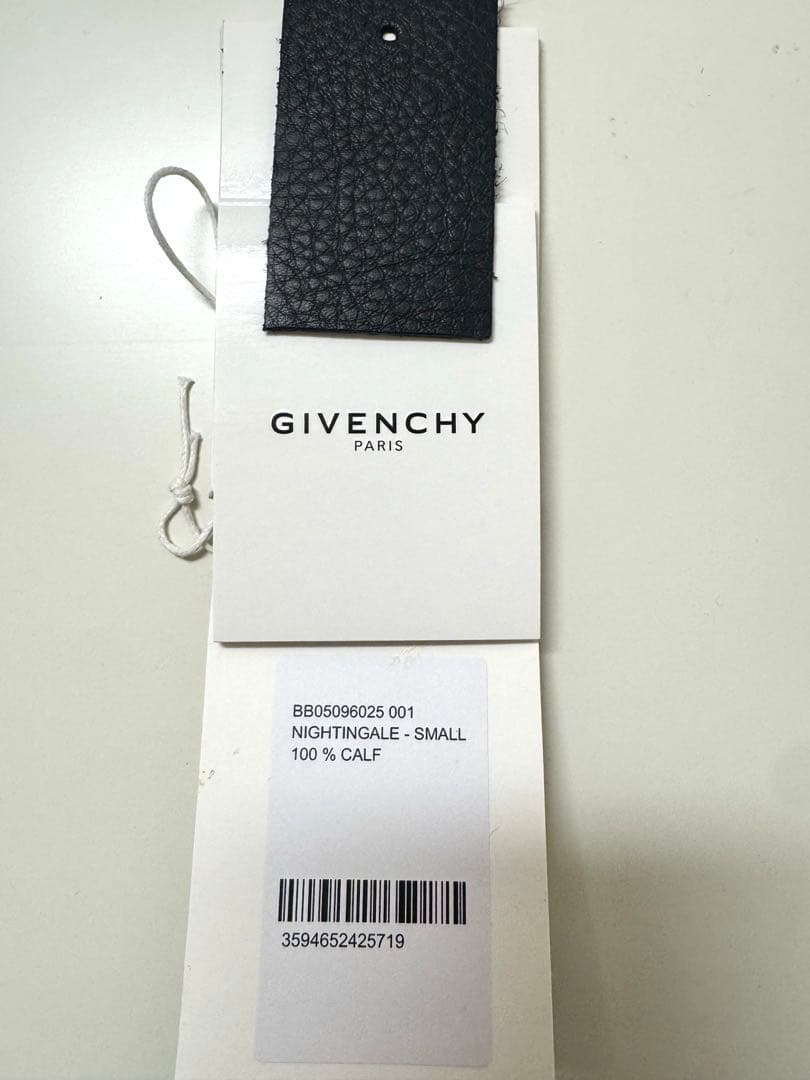 GIVENCHY
PARIS
BB05096025 001
NIGHTINGALE - SMALL
100 % CALF
3594652425719